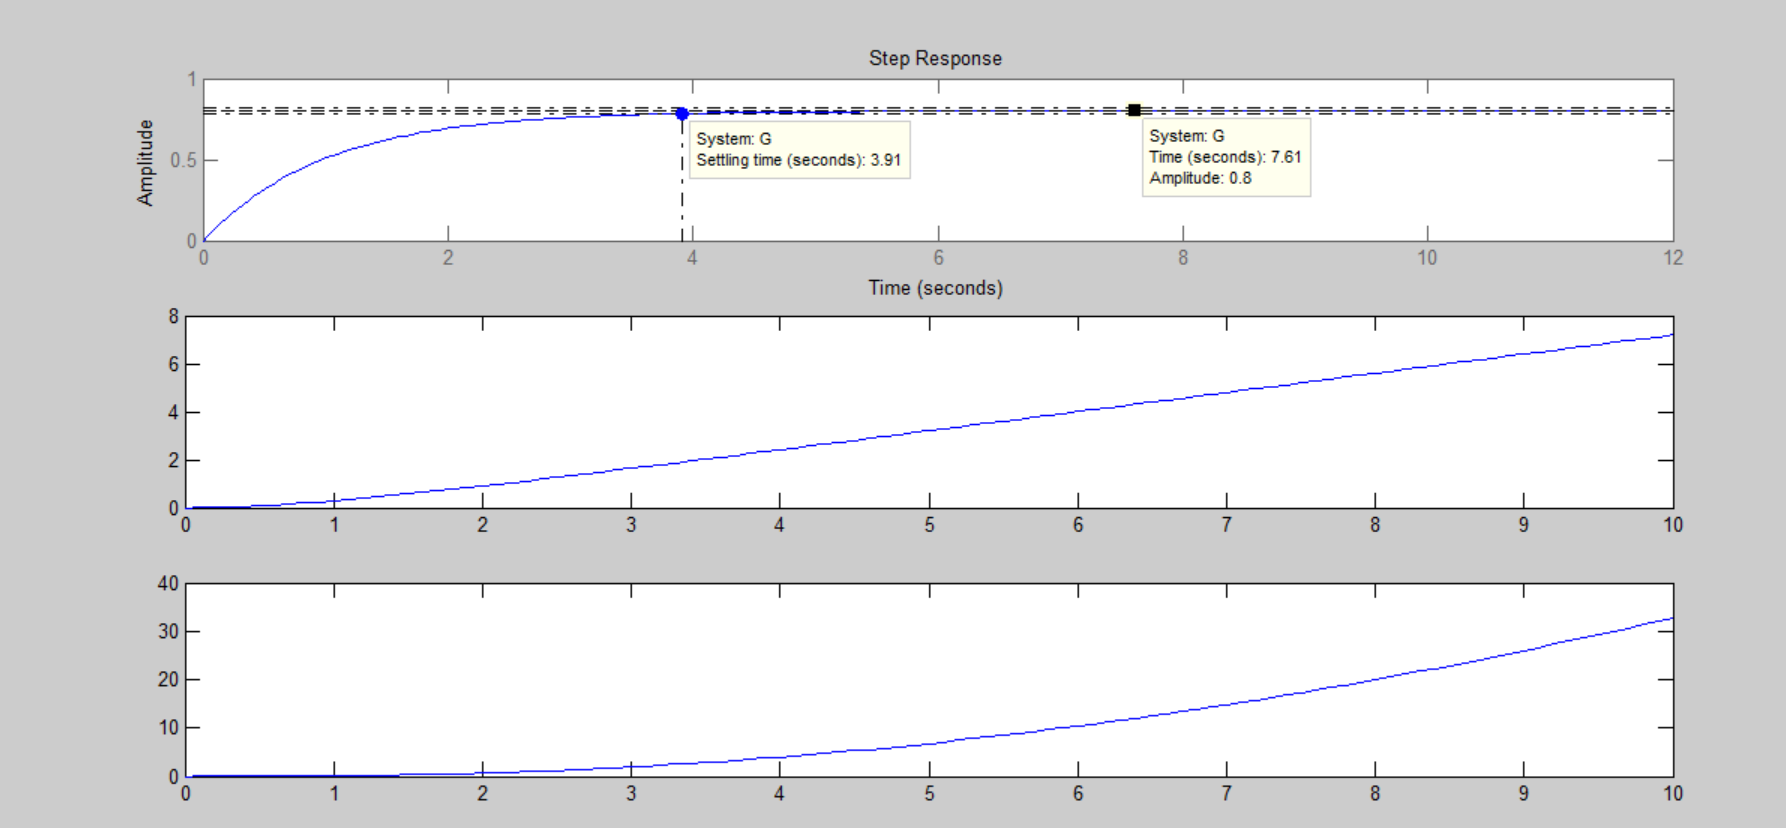 Step Response
Amplitude
1
0.5
0
System: G
Settling time (seconds): 3.91
System: G
Time (seconds): 7.61
Amplitude: 0.8
0 2 4 6 8 10 12
Time (seconds)
8
6
4
2
0
0 1 2 3 4 5 6 7 8 9 10
40
30
20
10
0
0 1 2 3 4 5 6 7 8 9 10